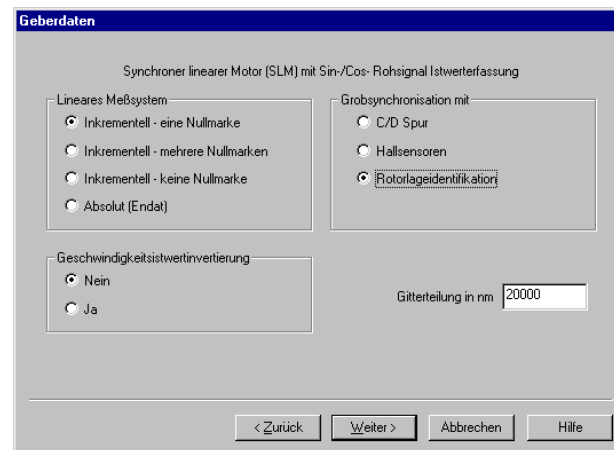 Geberdaten
Synchroner linearer Motor (SLM) mit Sin-/Cos- Rohsignal Istwerterfassung
Lineares Meßsystem
Inkrementell - eine Nullmarke
Inkrementell - mehrere Nullmarken
Inkrementell - keine Nullmarke
Absolut (Endat)
Grobsynchronisation mit
C/D Spur
Hallsensoren
Rotorlageidentifikation
Geschwindigkeitsistwertinvertierung
Nein
Ja
Gitterteilung in nm 20000
< Zurück Weiter > Abbrechen Hilfe